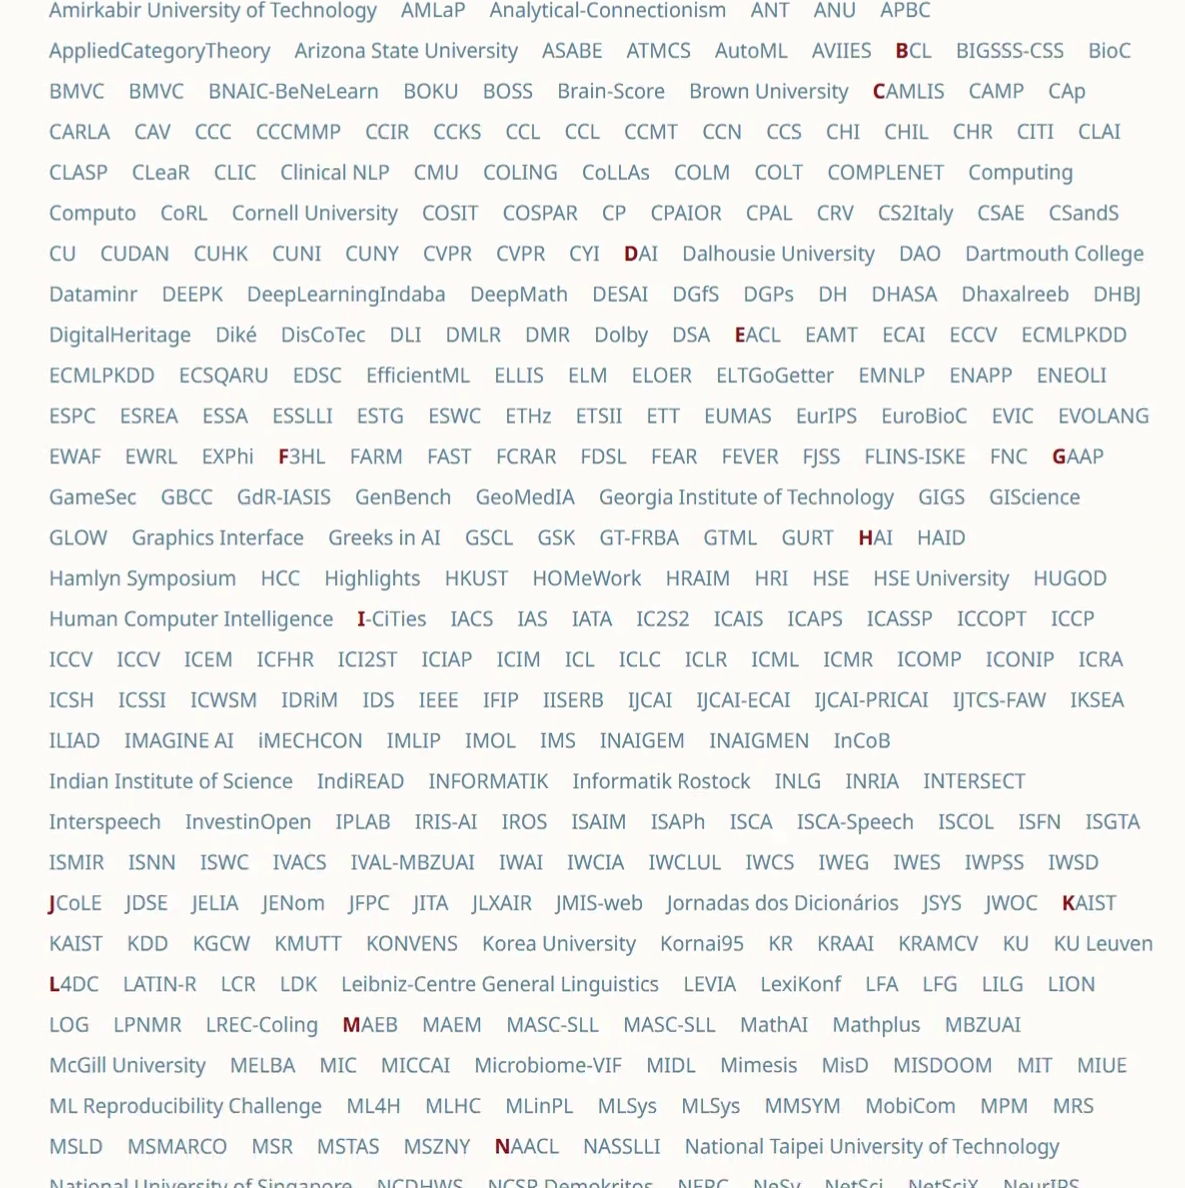 Amirkabir University of Technology AMLaP Analytical-Connectionism ANT ANU APBC
AppliedCategoryTheory Arizona State University ASABE ATMCS AutoML AVIIES BCL BIGSSS-CSS BioC
BMVC BMVC BNAIC-BeNeLearn BOKU BOSS Brain-Score Brown University CAMLIS CAMP CAp
CARLA CAV CCC CCCMMP CCIR CCKS CCL CCL CCMT CCN CCS CHI CHIL CHR CITI CLAI
CLASP CLeaR CLIC Clinical NLP CMU COLING CoLLAs COLM COLT COMPLENET Computing
Computo CoRL Cornell University COSIT COSPAR CP CPAIOR CPAL CRV CS2Italy CSAE CSandS
CU CUDAN CUHK CUNI CUNY CVPR CVPR CYI DAI Dalhousie University DAO Dartmouth College
Dataminr DEEPK DeepLearningIndaba DeepMath DESAI DGfS DGPs DH DHASA Dhaxalreeb DHBJ
DigitalHeritage Diké DisCoTec DLI DMLR DMR Dolby DSA EACL EAMT ECAI ECCV ECMLPKDD
ECMLPKDD ECSQARU EDSC EfficientML ELLIS ELM ELOER ELTGoGetter EMNLP ENAPP ENEOLI
ESPC ESREA ESSA ESSLLI ESTG ESWC ETHz ETSII ETT EUMAS EurIPS EuroBioC EVIC EVOLANG
EWAF EWRL EXPhi F3HL FARM FAST FCRAR FDSL FEAR FEVER FJSS FLINS-ISKE FNC GAAP
GameSec GBCC GdR-IASIS GenBench GeoMedIA Georgia Institute of Technology GIGS GIScience
GLOW Graphics Interface Greeks in AI GSCL GSK GT-FRBA GTML GURT HAI HAID
Hamlyn Symposium HCC Highlights HKUST HOMeWork HRAIM HRI HSE HSE University HUGOD
Human Computer Intelligence I-CiTies IACS IAS IATA IC2S2 ICAIS ICAPS ICASSP ICCOPT ICCP
ICCV ICCV ICEM ICFHR ICI2ST ICIAP ICIM ICL ICLC ICLR ICML ICMR ICOMP ICONIP ICRA
ICSH ICSSI ICWSM IDRiM IDS IEEE IFIP IISERB IJCAI IJCAI-ECAI IJCAI-PRICAI IJTCS-FAW IKSEA
ILIAD IMAGINE AI iMECHCON IMLIP IMOL IMS INAIGEM INAIGMEN InCoB
Indian Institute of Science IndiREAD INFORMATIK Informatik Rostock INLG INRIA INTERSECT
Interspeech InvestinOpen IPLAB IRIS-AI IROS ISAIM ISAPh ISCA ISCA-Speech ISCOL ISFN ISGTA
ISMIR ISNN ISWC IVACS IVAL-MBZUAI IWAI IWCIA IWCLUL IWCS IWEG IWES IWPSS IWSD
JCoLE JDSE JELIA JENom JFPC JITA JLXAIR JMIS-web Jornadas dos Dicionários JSYS JWOC KAIST
KAIST KDD KGCW KMUTT KONVENS Korea University Kornai95 KR KRAAI KRAMCV KU KU Leuven
L4DC LATIN-R LCR LDK Leibniz-Centre General Linguistics LEVIA LexiKonf LFA LFG LILG LION
LOG LPNMR LREC-Coling MAEB MAEM MASC-SLL MASC-SLL MathAI Mathplus MBZUAI
McGill University MELBA MIC MICCAI Microbiome-VIF MIDL Mimesis MisD MISDOOM MIT MIUE
ML Reproducibility Challenge ML4H MLHC MLinPL MLSys MLSys MMSYM MobiCom MPM MRS
MSLD MSMARCO MSR MSTAS MSZNY NAACL NASSLLI National Taipei University of Technology
National University of Singapore NCDHWS NCSR Demokritos NEPC NeSy NetSci NetSciX NeurIPS